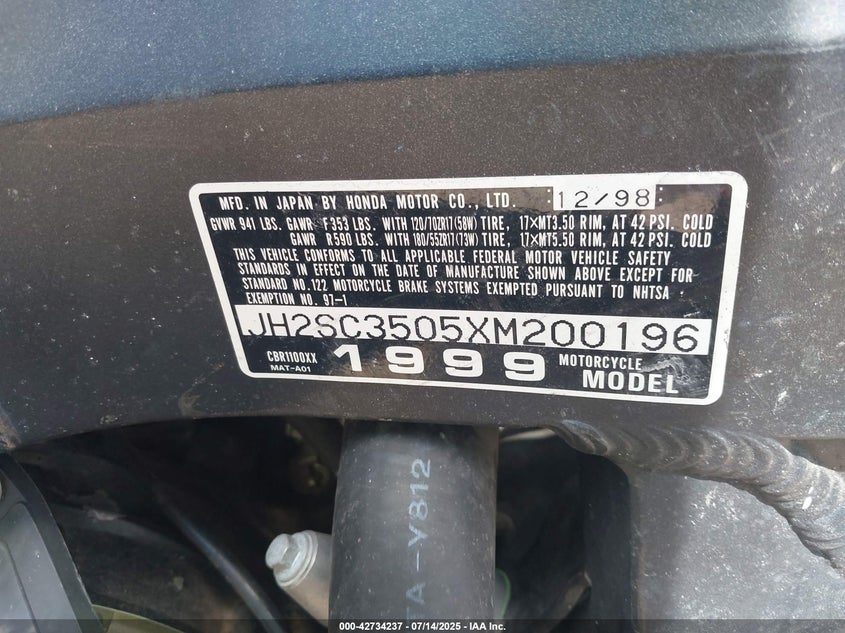 MFD. IN JAPAN BY HONDA MOTOR CO., LTD. 12/98
GVWR 941 LBS. GAWR F 353 LBS. WITH 120/70ZR17(58W) TIRE, 17×MT3.50 RIM, AT 42 PSI. COLD
GAWR R 590 LBS. WITH 180/55ZR17(73W) TIRE, 17×MT5.50 RIM, AT 42 PSI. COLD
THIS VEHICLE CONFORMS TO ALL APPLICABLE FEDERAL MOTOR VEHICLE SAFETY
STANDARDS IN EFFECT ON THE DATE OF MANUFACTURE SHOWN ABOVE EXCEPT FOR
STANDARD NO.122 MOTORCYCLE BRAKE SYSTEMS EXEMPTED PURSUANT TO NHTSA
EXEMPTION NO. 97-1
JH2SC3505XM200196
CBR1100XX 1999 MOTORCYCLE
MAT-A01 MODEL
TA-Y812
000-42734237 - 07/14/2025 - IAA Inc.